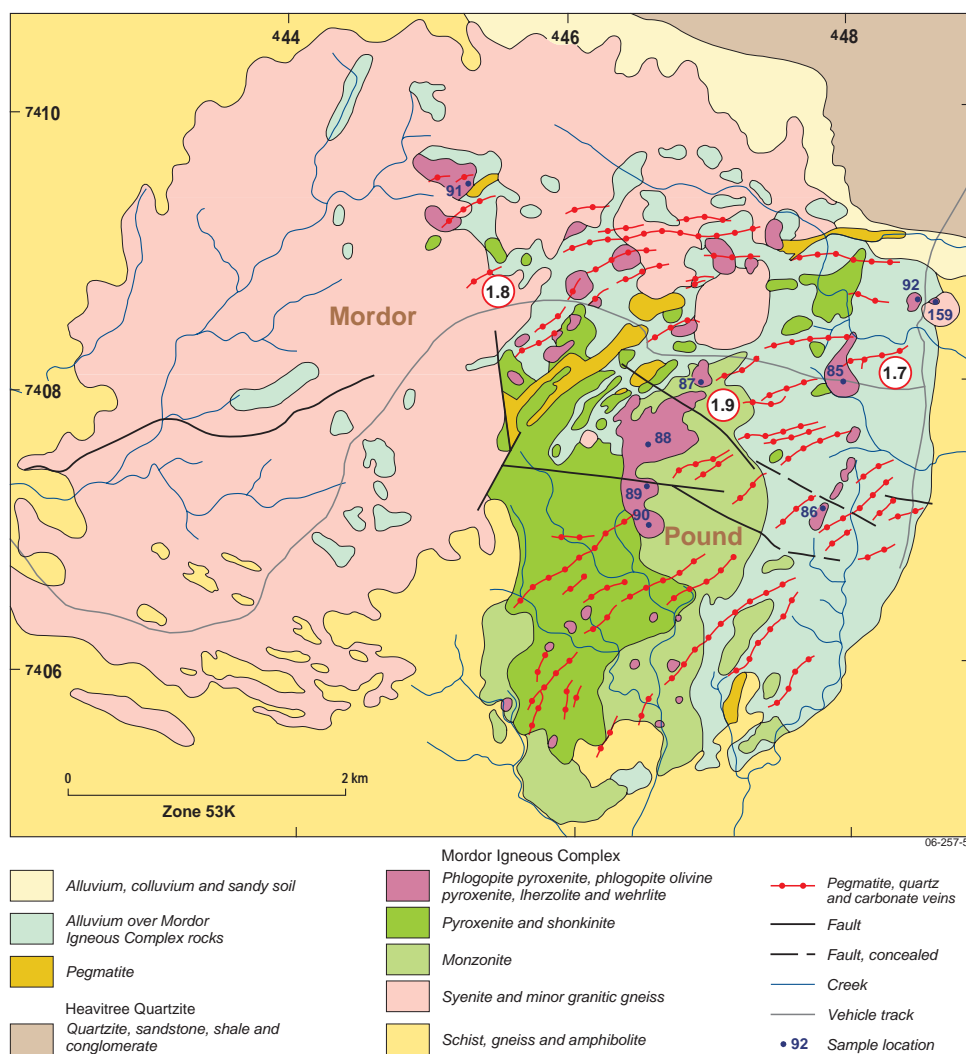 444
446
448
7410
91
1.8
92
159
Mordor
7408
87
85
1.7
1.9
88
89
86
90
Pound
7406
0
2 km
Zone 53K
06-257-5
Alluvium, colluvium and sandy soil
Alluvium over Mordor
Igneous Complex rocks
Pegmatite
Heavitree Quartzite
Quartzite, sandstone, shale and
conglomerate
Mordor Igneous Complex
Phlogopite pyroxenite, phlogopite olivine
pyroxenite, lherzolite and wehrlite
Pyroxenite and shonkinite
Monzonite
Syenite and minor granitic gneiss
Schist, gneiss and amphibolite
Pegmatite, quartz
and carbonate veins
Fault
Fault, concealed
Creek
Vehicle track
92 Sample location